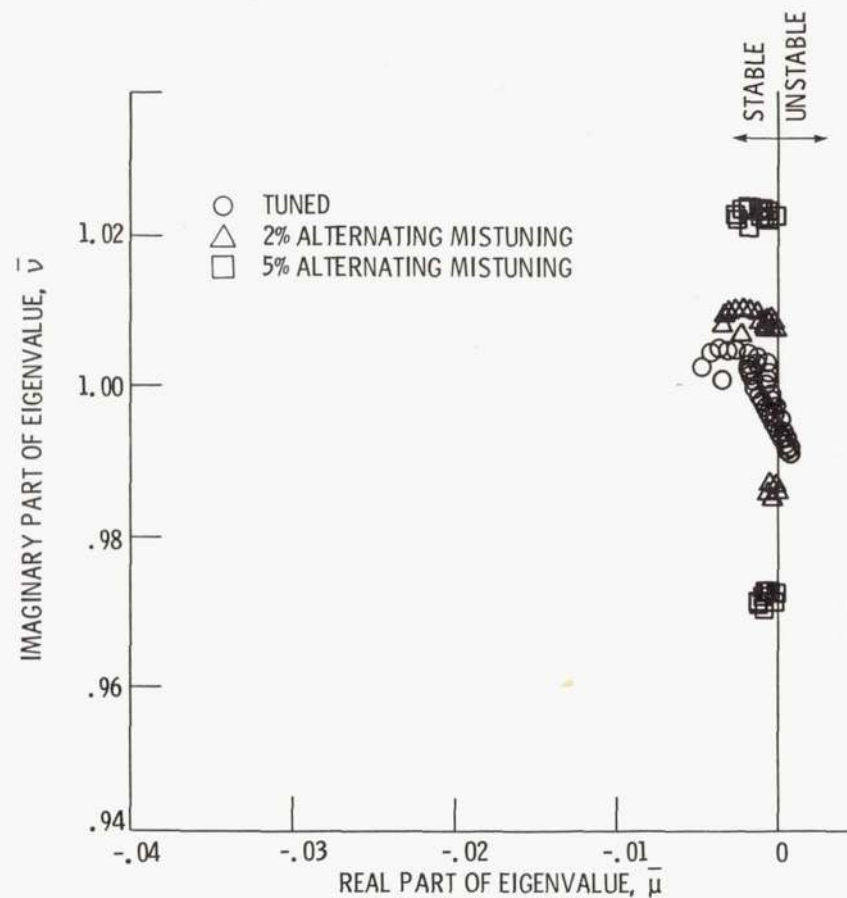 STABLE
UNSTABLE
TUNED
2% ALTERNATING MISTUNING
5% ALTERNATING MISTUNING
IMAGINARY PART OF EIGENVALUE, ν̅
1.02
1.00
.98
.96
.94
-.04
-.03
-.02
-.01
0
REAL PART OF EIGENVALUE, μ̅